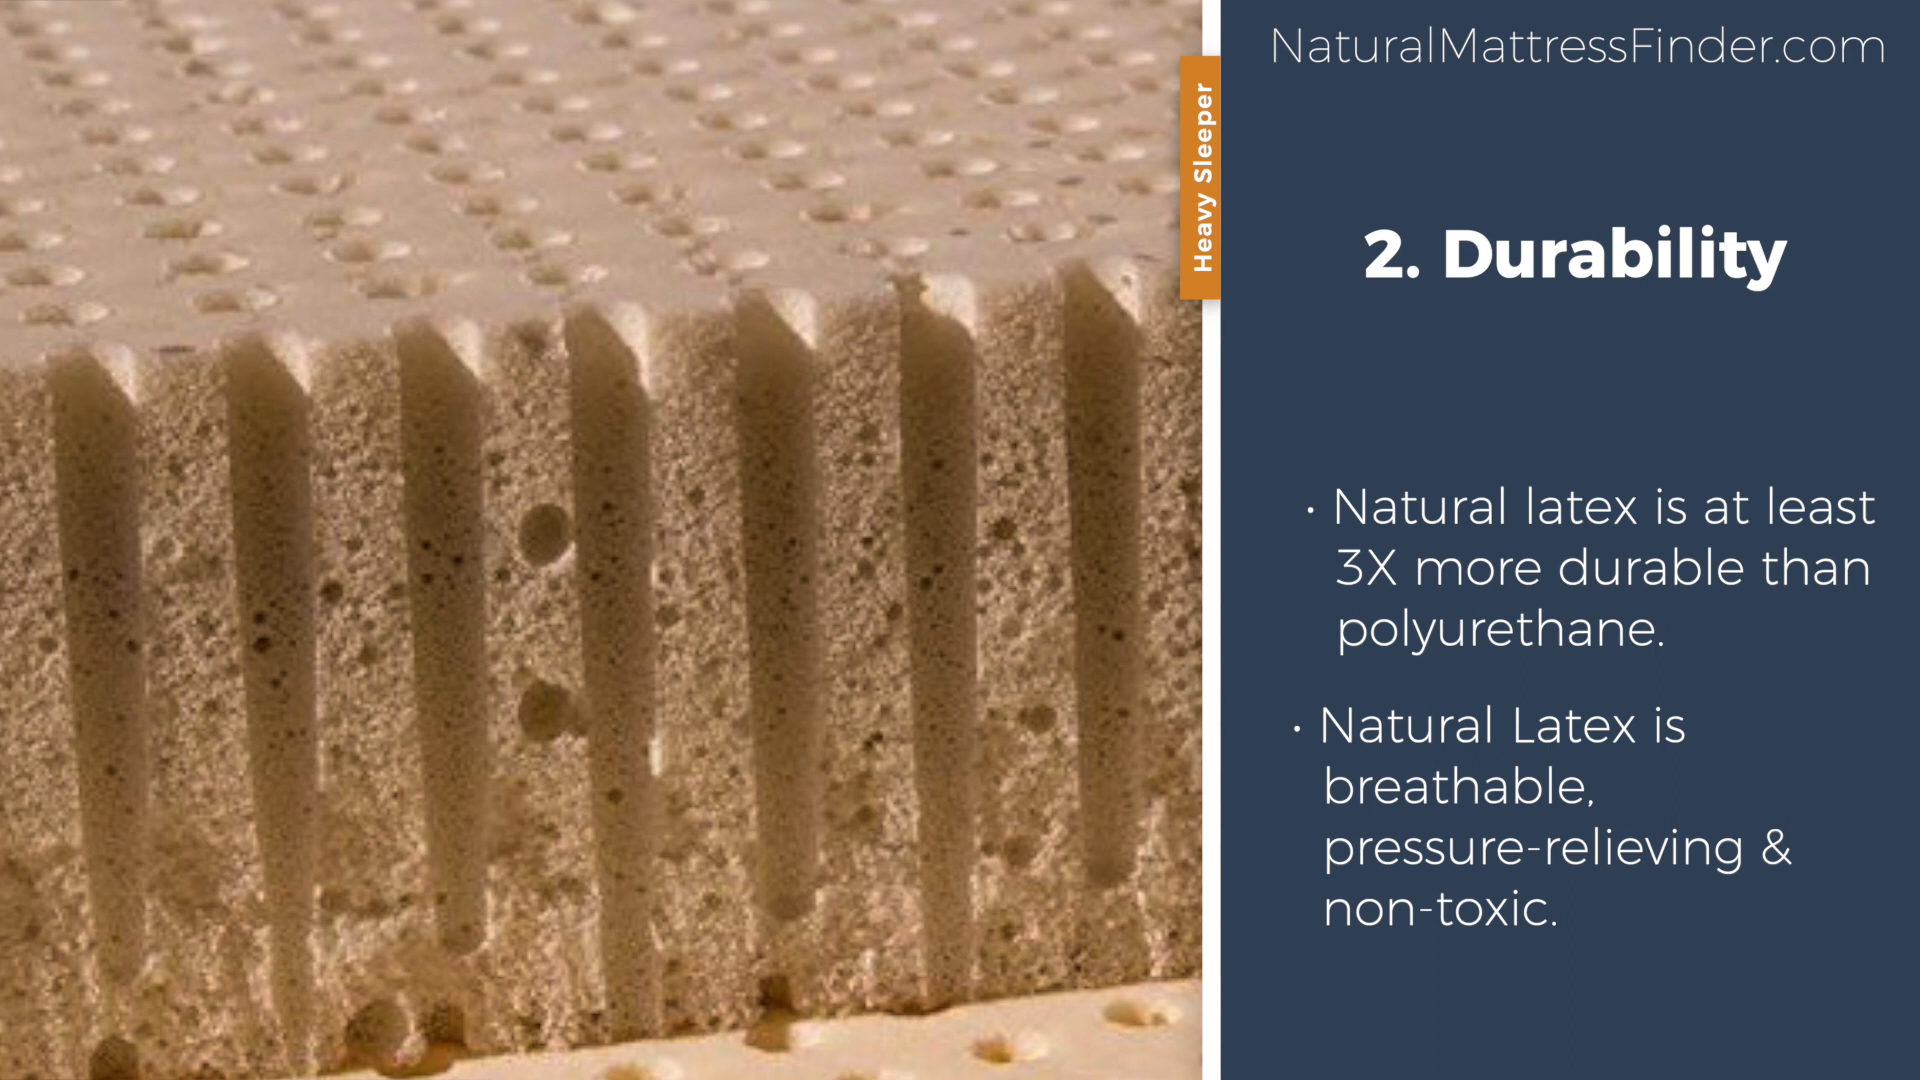 NaturalMattressFinder.com
Heavy Sleeper
2. Durability
· Natural latex is at least
3X more durable than
polyurethane.
· Natural Latex is
breathable,
pressure-relieving &
non-toxic.